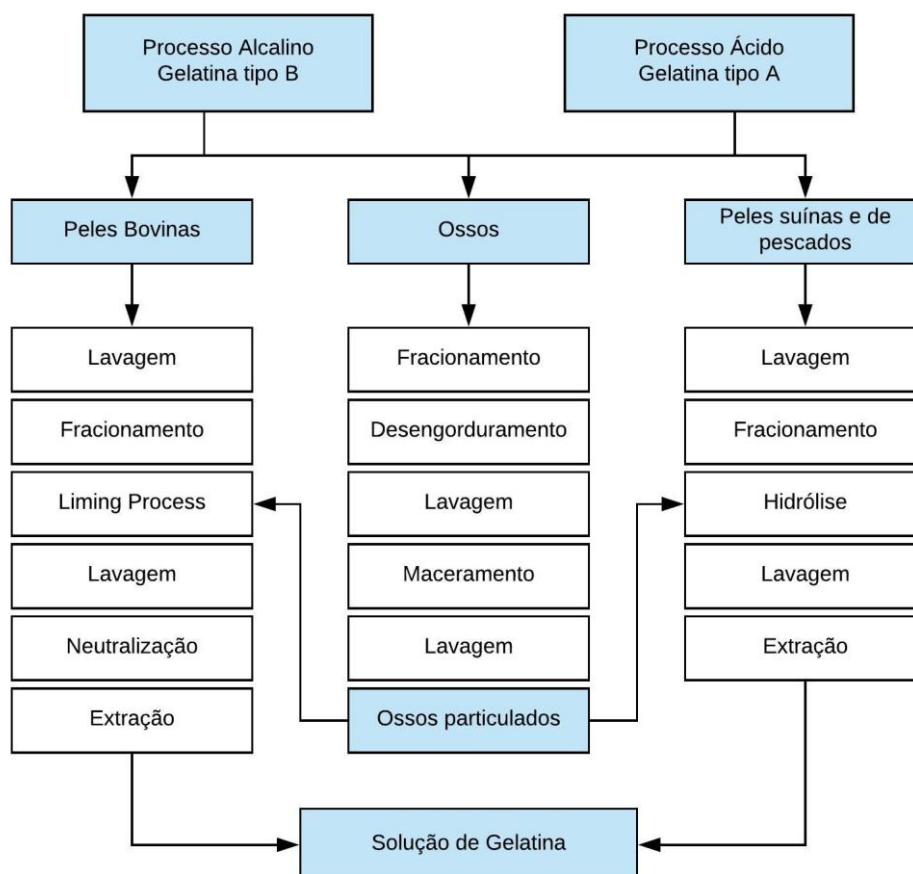 Processo Alcalino
Gelatina tipo B
Processo Ácido
Gelatina tipo A
Peles Bovinas
Ossos
Peles suínas e de
pescados
Lavagem
Fracionamento
Liming Process
Lavagem
Neutralização
Extração
Fracionamento
Desengorduramento
Lavagem
Maceramento
Lavagem
Ossos particulados
Lavagem
Fracionamento
Hidrólise
Lavagem
Extração
Solução de Gelatina